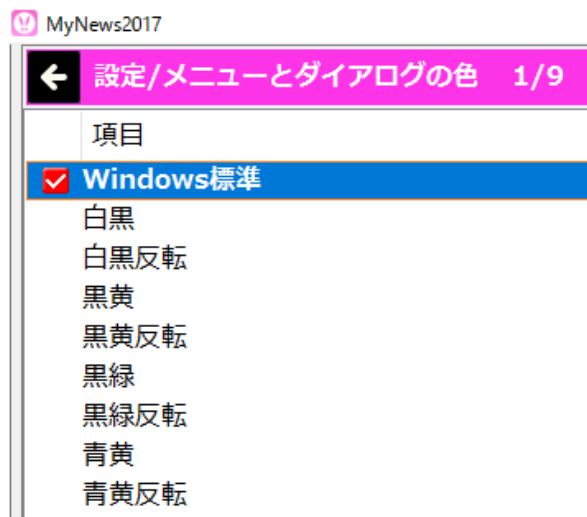 MyNews2017
設定/メニューとダイアログの色 1/9
項目
Windows標準
白黒
白黒反転
黒黄
黒黄反転
黒緑
黒緑反転
青黄
青黄反転